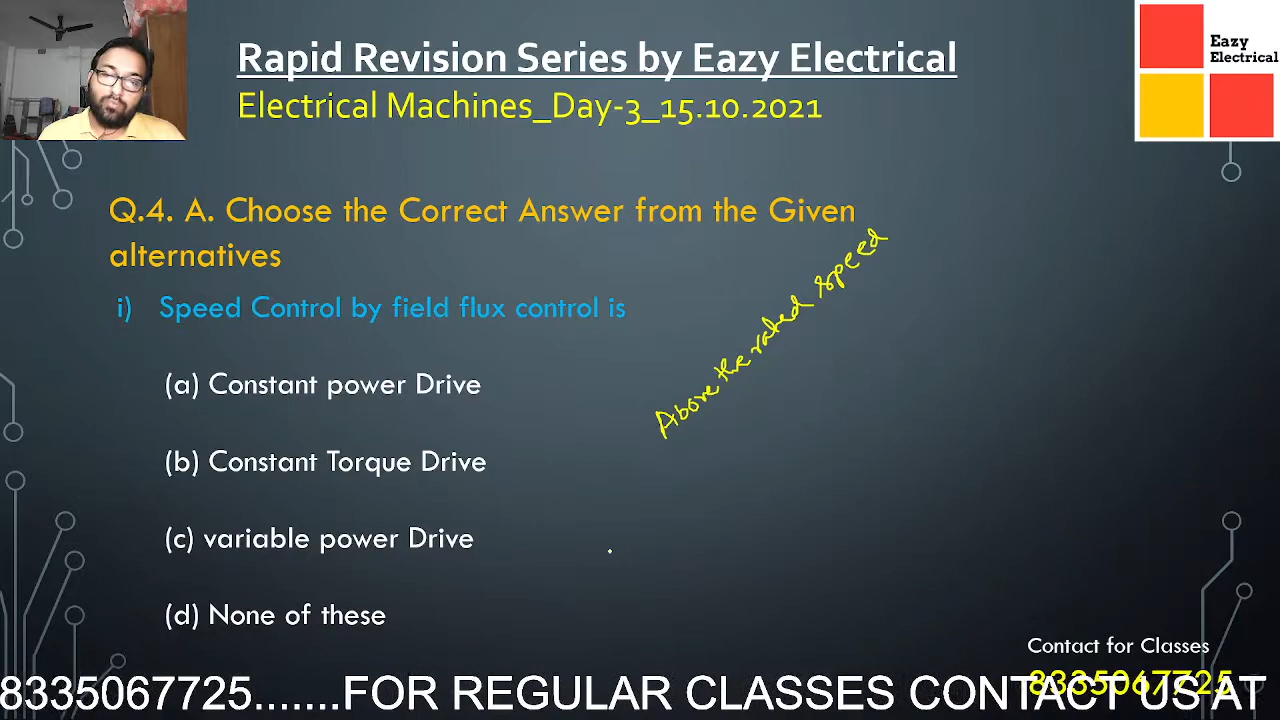 Rapid Revision Series by Eazy Electrical
Electrical Machines_Day-3_15.10.2021
Eazy
Electrical
Q.4. A. Choose the Correct Answer from the Given
alternatives
i) Speed Control by field flux control is
Above the rated speed
(a) Constant power Drive
(b) Constant Torque Drive
(c) variable power Drive
(d) None of these
Contact for Classes
8335067725
8335067725.......FOR REGULAR CLASSES CONTACT US AT